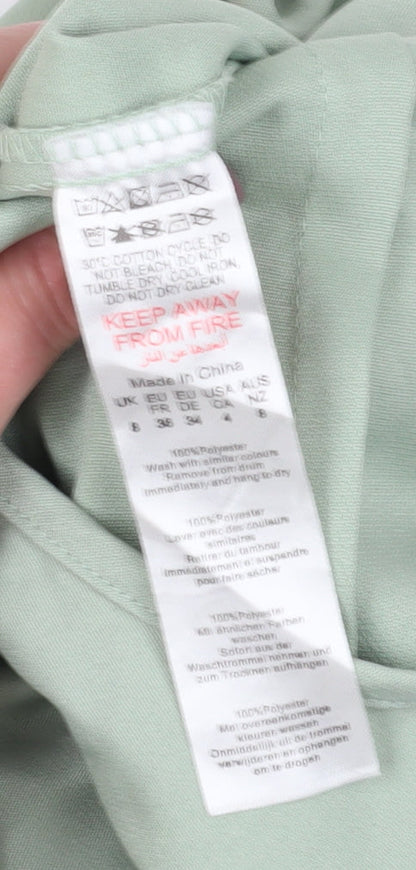 30°C COTTON CYCLE, DO
NOT BLEACH, DO NOT
TUMBLE DRY, COOL IRON,
DO NOT DRY CLEAN
KEEP AWAY
FROM FIRE
أبعدها عن النار
Made in China
UK EU EU USA AUS
FR DE CA NZ
8 36 34 4 8
100%Polyester
Wash with similar colours
Remove from drum
immediately and hang to dry
100%Polyester
Laver avec des couleurs
similaires
Retirer du tambour
immédiatement et suspendre
pour faire sécher
100%Polyester
Mit ähnlichen Farben
waschen
Sofort aus der
Waschtrommel nehmen und
zum Trocknen aufhängen
100%Polyester
Met overeenkomstige
kleuren wassen
Onmiddellijk uit de trommel
verwijderen en ophangen
om te drogen